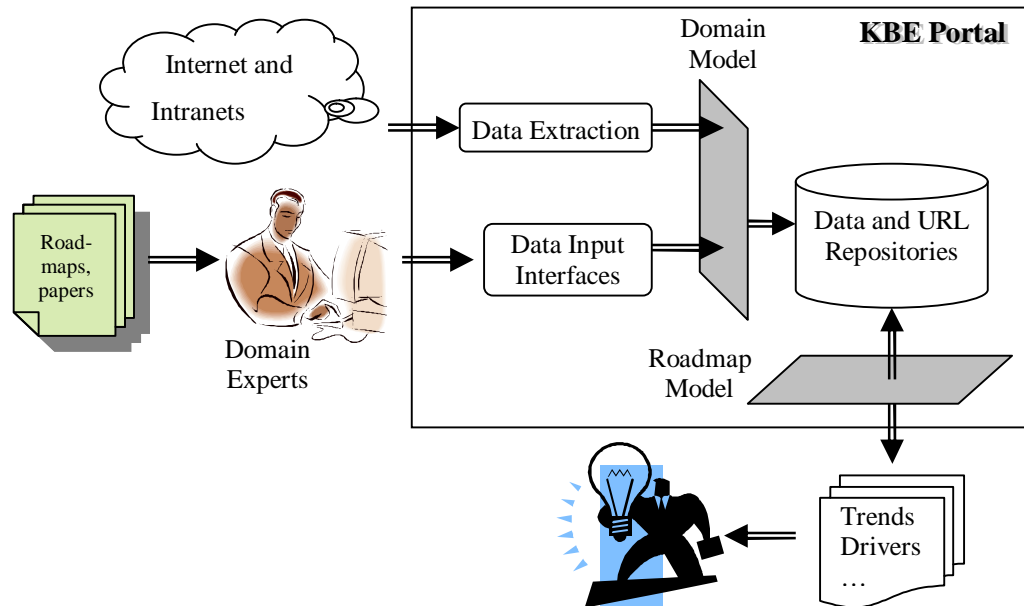 KBE Portal
Domain
Model
Internet and
Intranets
Data Extraction
Road-
maps,
papers
Domain
Experts
Data Input
Interfaces
Data and URL
Repositories
Roadmap
Model
Trends
Drivers
…